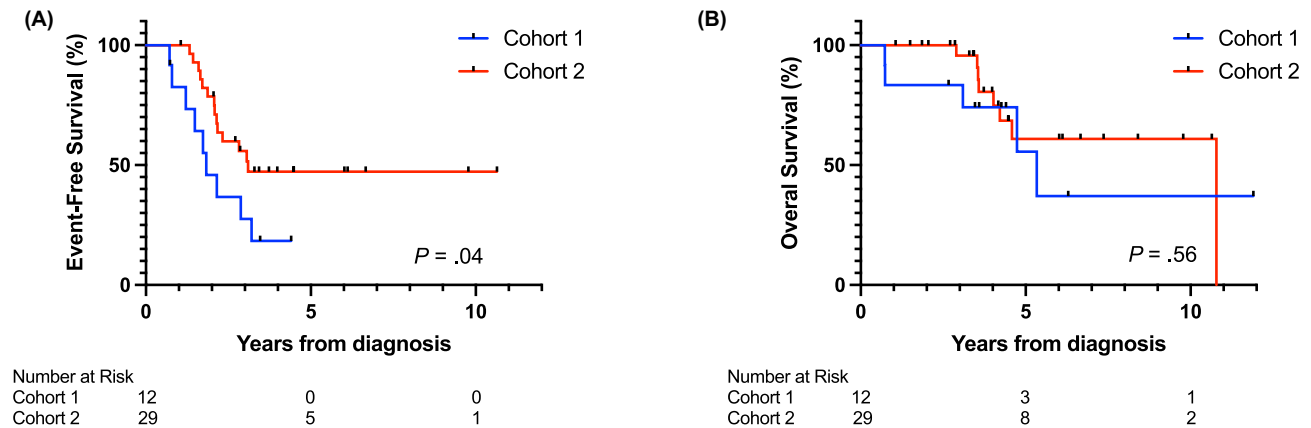 (A)
Event-Free Survival (%)
100
50
0
0 5 10
Years from diagnosis
Cohort 1
Cohort 2
P = .04
Number at Risk
Cohort 1 12 0 0
Cohort 2 29 5 1
(B)
Overal Survival (%)
100
50
0
0 5 10
Years from diagnosis
Cohort 1
Cohort 2
P = .56
Number at Risk
Cohort 1 12 3 1
Cohort 2 29 8 2